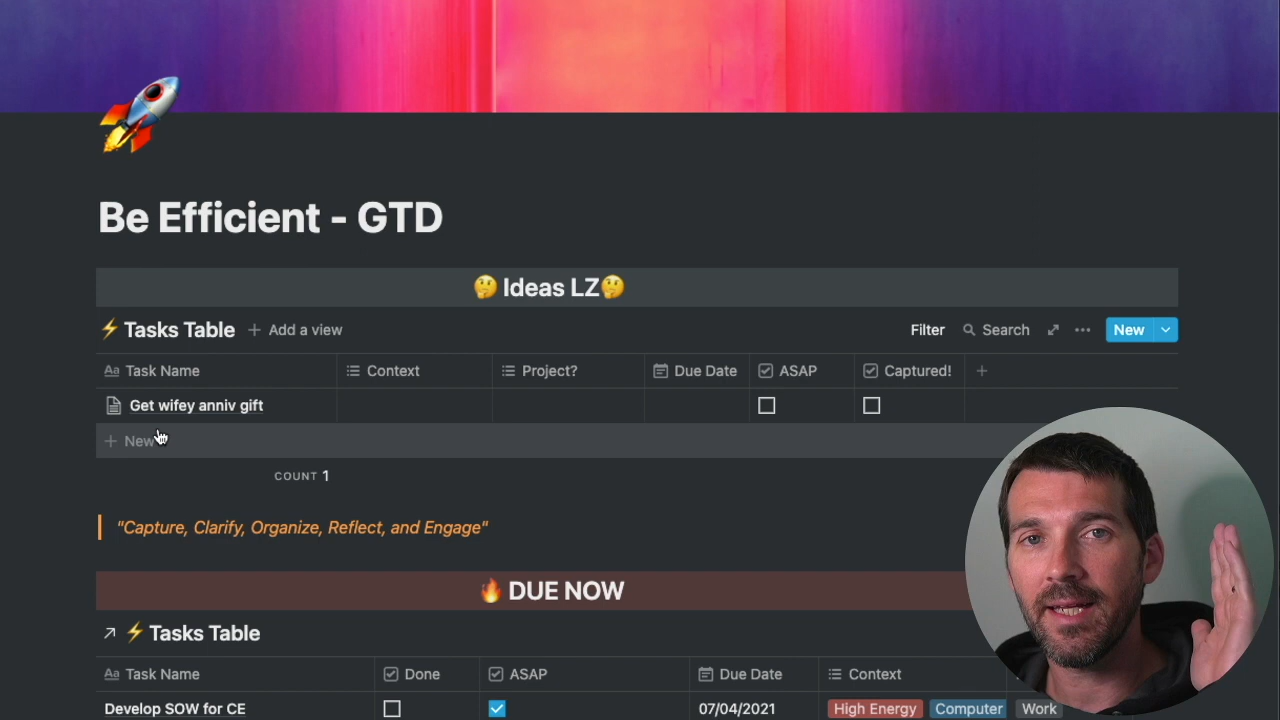 Be Efficient - GTD
🤔 Ideas LZ🤔
⚡ Tasks Table + Add a view Filter Search ••• New
Aa Task Name Context Project? Due Date ASAP Captured! +
Get wifey anniv gift
+ New
COUNT 1
"Capture, Clarify, Organize, Reflect, and Engage"
🔥 DUE NOW
↗ ⚡ Tasks Table
Aa Task Name Done ASAP Due Date Context
Develop SOW for CE 07/04/2021 High Energy Computer Work